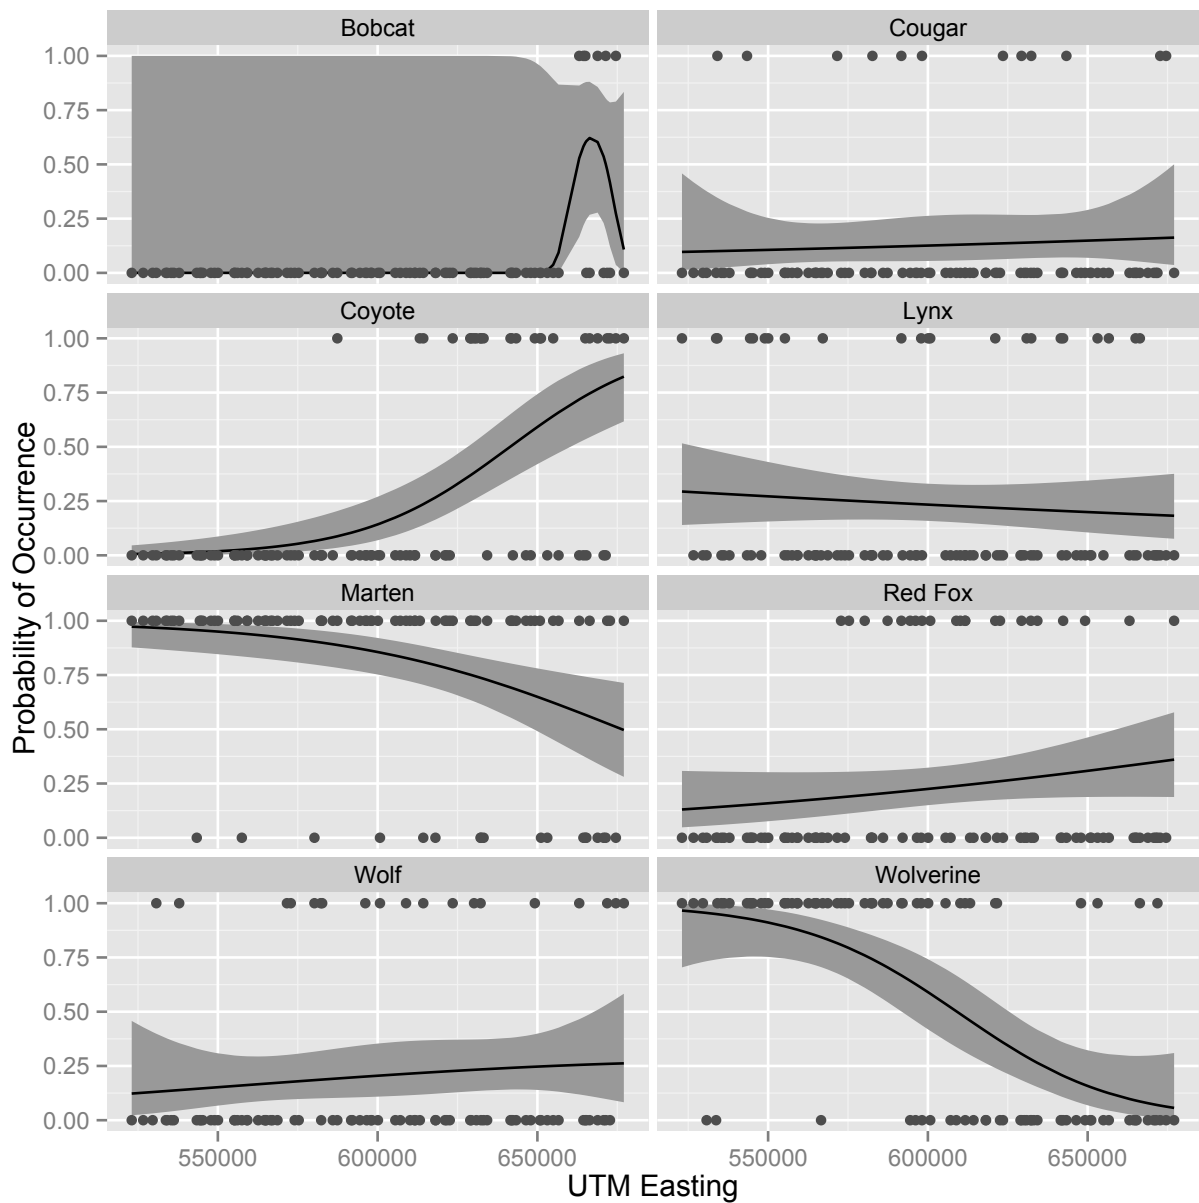 Bobcat
Cougar
1.00
0.75
0.50
0.25
0.00
Coyote
Lynx
1.00
0.75
0.50
0.25
0.00
Marten
Red Fox
1.00
0.75
0.50
0.25
0.00
Wolf
Wolverine
1.00
0.75
0.50
0.25
0.00
Probability of Occurrence
550000 600000 650000 550000 600000 650000
UTM Easting